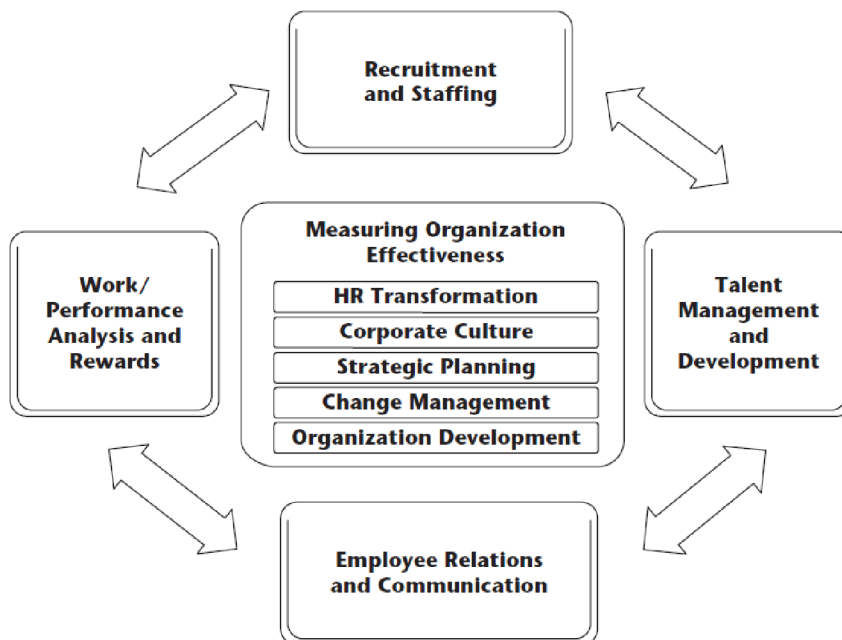 Recruitment
and Staffing
Measuring Organization
Effectiveness
HR Transformation
Corporate Culture
Strategic Planning
Change Management
Organization Development
Work/
Performance
Analysis and
Rewards
Talent
Management
and
Development
Employee Relations
and Communication